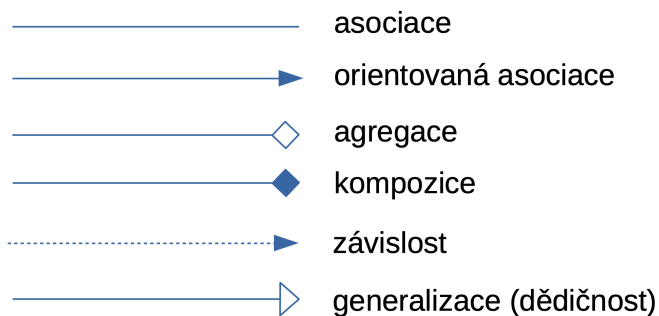 asociace
orientovaná asociace
agregace
kompozice
závislost
generalizace (dědičnost)